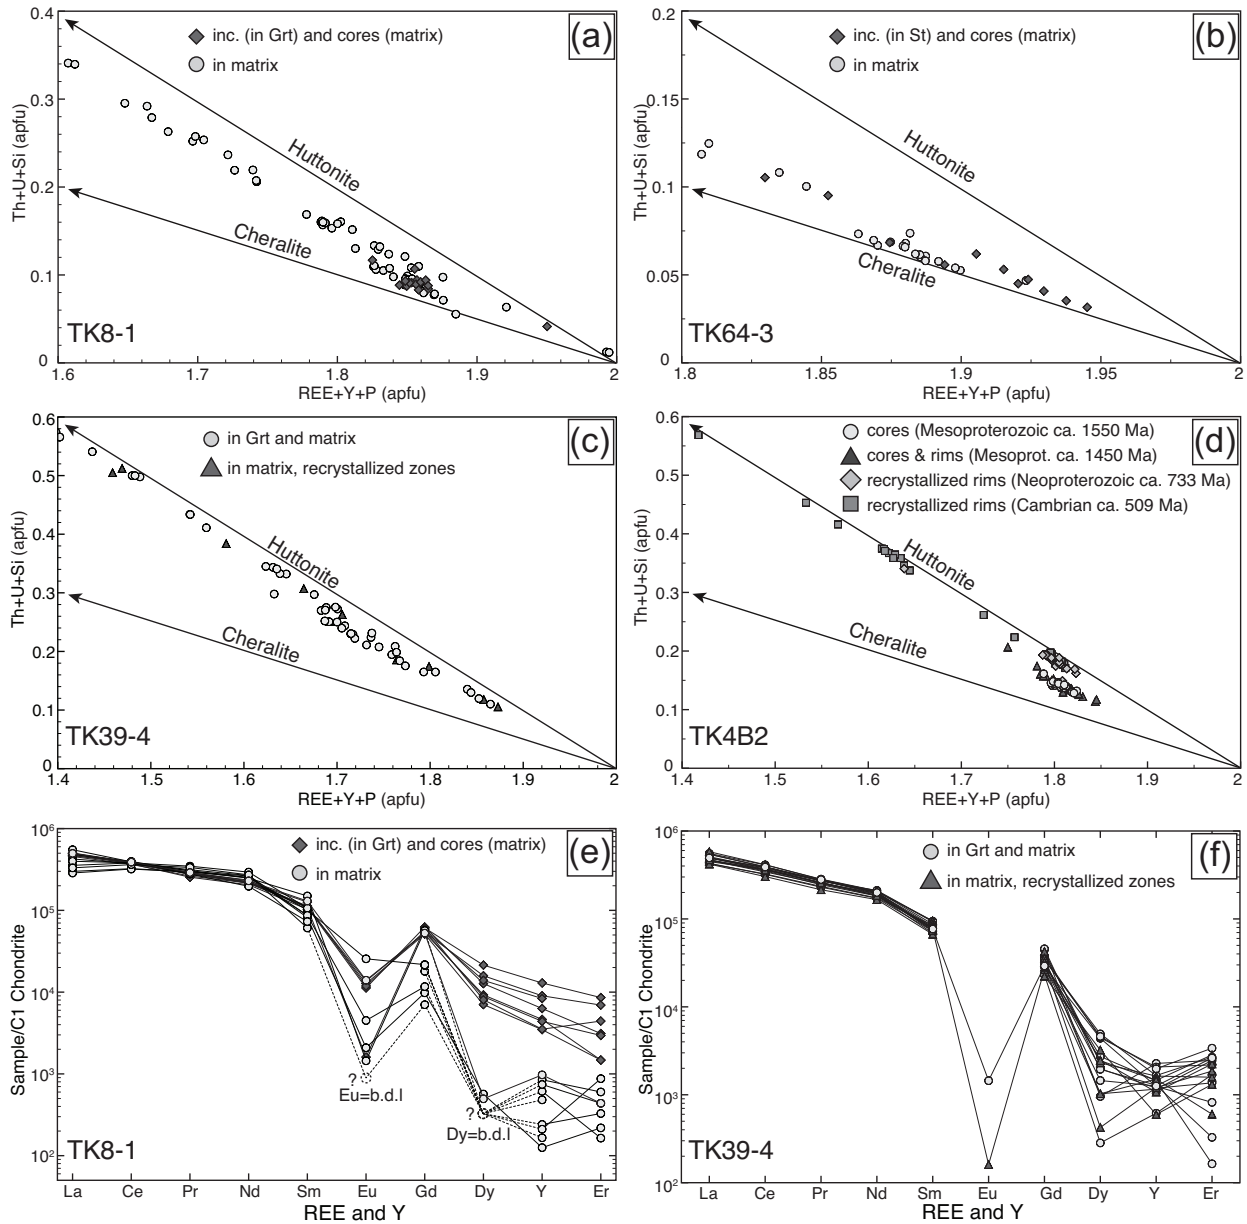 (a)
inc. (in Grt) and cores (matrix)
in matrix
Huttonite
Cheralite
TK8-1
Th+U+Si (apfu)
0.4
0.3
0.2
0.1
0
1.6 1.7 1.8 1.9 2
REE+Y+P (apfu)
(b)
inc. (in St) and cores (matrix)
in matrix
Huttonite
Cheralite
TK64-3
Th+U+Si (apfu)
0.2
0.15
0.1
0.05
0
1.8 1.85 1.9 1.95 2
REE+Y+P (apfu)
(c)
in Grt and matrix
in matrix, recrystallized zones
Huttonite
Cheralite
TK39-4
Th+U+Si (apfu)
0.6
0.5
0.4
0.3
0.2
0.1
0
1.4 1.5 1.6 1.7 1.8 1.9 2
REE+Y+P (apfu)
(d)
cores (Mesoproterozoic ca. 1550 Ma)
cores & rims (Mesoprot. ca. 1450 Ma)
recrystallized rims (Neoproterozoic ca. 733 Ma)
recrystallized rims (Cambrian ca. 509 Ma)
Huttonite
Cheralite
TK4B2
Th+U+Si (apfu)
0.6
0.5
0.4
0.3
0.2
0.1
0
1.4 1.5 1.6 1.7 1.8 1.9 2
REE+Y+P (apfu)
(e)
inc. (in Grt) and cores (matrix)
in matrix
?
Eu=b.d.l
?
Dy=b.d.l
TK8-1
Sample/C1 Chondrite
10⁶
10⁵
10⁴
10³
10²
La Ce Pr Nd Sm Eu Gd Dy Y Er
REE and Y
(f)
in Grt and matrix
in matrix, recrystallized zones
TK39-4
Sample/C1 Chondrite
10⁶
10⁵
10⁴
10³
10²
La Ce Pr Nd Sm Eu Gd Dy Y Er
REE and Y